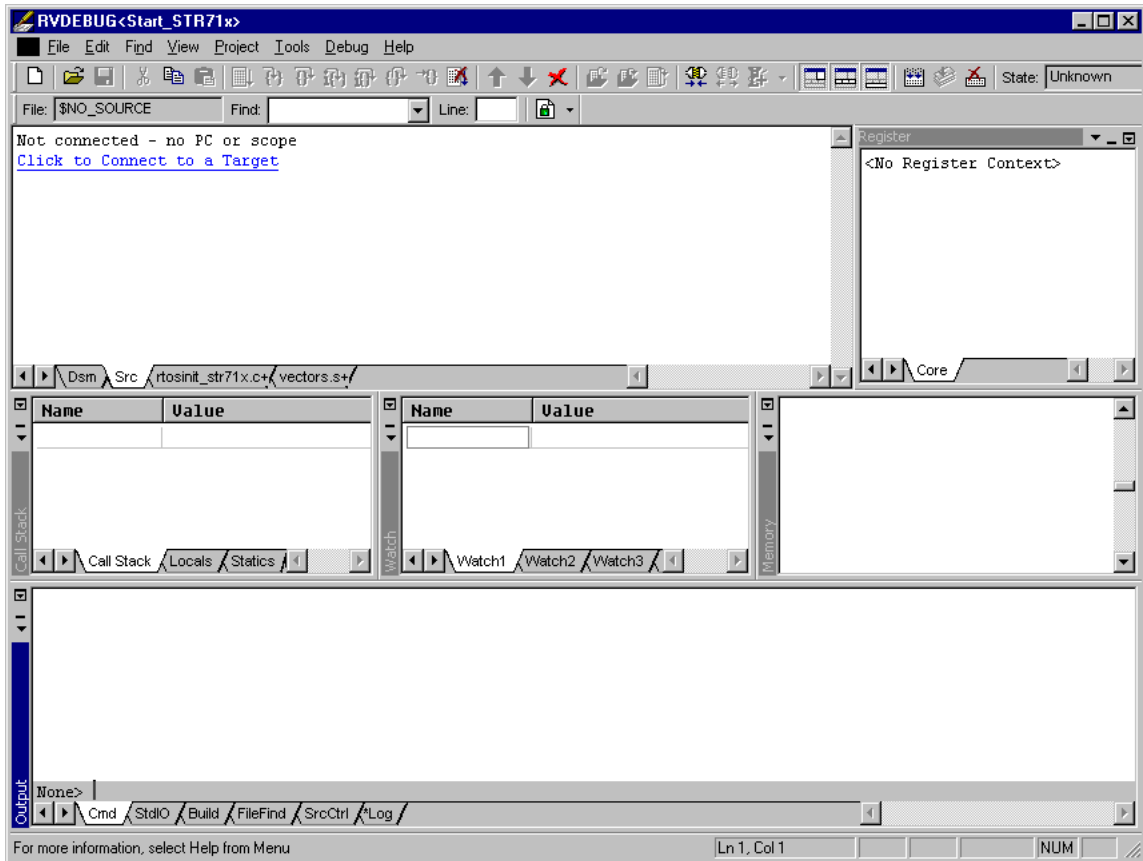 RVDEBUG<Start_STR71x>
File Edit Find View Project Tools Debug Help
State: Unknown
File: $NO_SOURCE Find: Line:
Not connected - no PC or scope
Click to Connect to a Target
Register
<No Register Context>
Dsm Src rtosinit_str71x.c+ vectors.s+
Core
Name Value
Name Value
Call Stack
Watch
Memory
Call Stack Locals Statics
Watch1 Watch2 Watch3
None>
Output
Cmd StdIO Build FileFind SrcCtrl *Log
For more information, select Help from Menu
Ln 1, Col 1
NUM